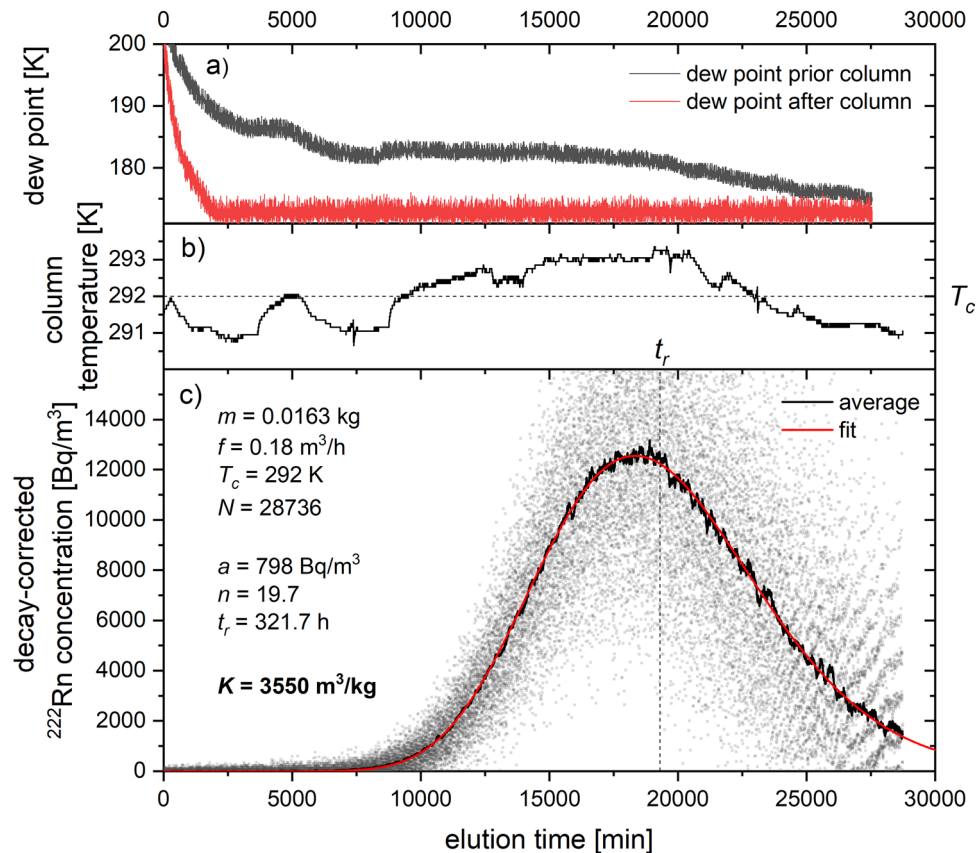 0 5000 10000 15000 20000 25000 30000
200
190
180
dew point [K]
a)
dew point prior column
dew point after column
293
292
291
column
temperature [K]
b)
T_c
t_r
14000
12000
10000
8000
6000
4000
2000
0
decay-corrected
²²²Rn concentration [Bq/m³]
c)
m = 0.0163 kg
f = 0.18 m³/h
T_c = 292 K
N = 28736
a = 798 Bq/m³
n = 19.7
t_r = 321.7 h
K = 3550 m³/kg
average
fit
0 5000 10000 15000 20000 25000 30000
elution time [min]